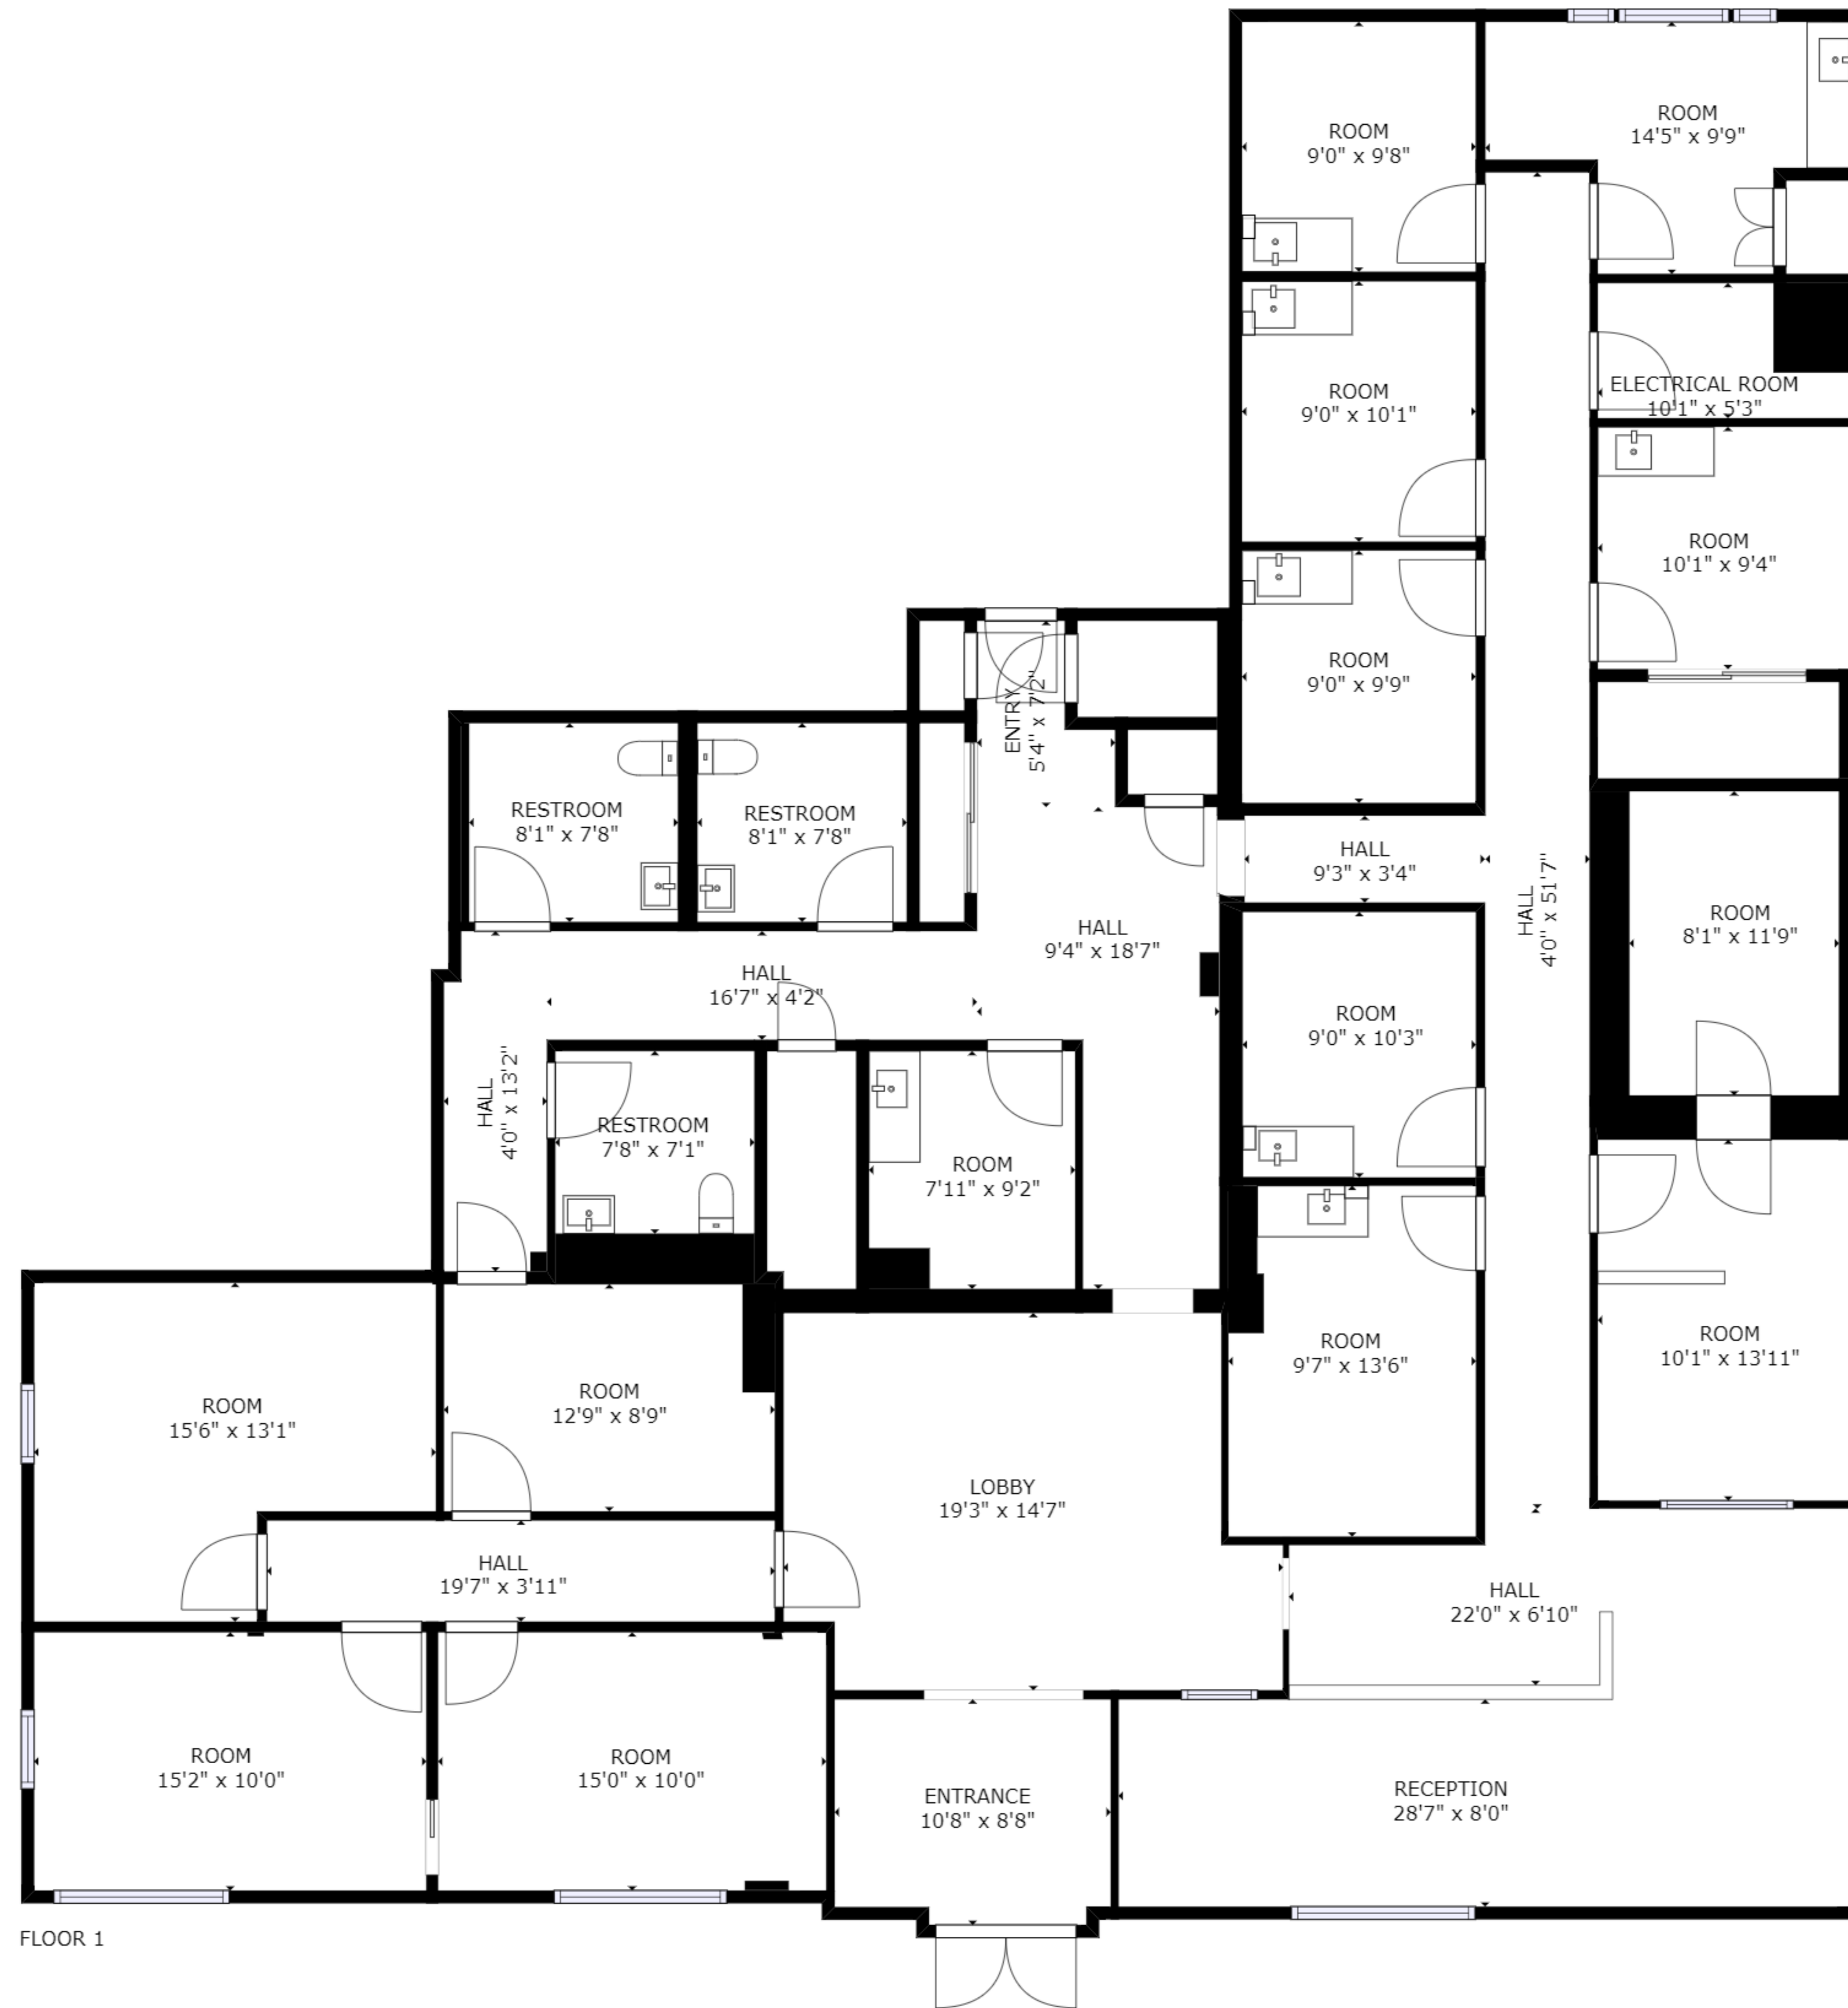 ROOM
9'0" x 9'8"
ROOM
14'5" x 9'9"
ROOM
9'0" x 10'1"
ELECTRICAL ROOM
10'1" x 5'3"
ROOM
10'1" x 9'4"
ROOM
9'0" x 9'9"
ENTRY
5'4" x 7'2"
RESTROOM
8'1" x 7'8"
RESTROOM
8'1" x 7'8"
HALL
9'3" x 3'4"
HALL
4'0" x 51'7"
ROOM
8'1" x 11'9"
HALL
9'4" x 18'7"
HALL
16'7" x 4'2"
ROOM
9'0" x 10'3"
HALL
4'0" x 13'2"
RESTROOM
7'8" x 7'1"
ROOM
7'11" x 9'2"
ROOM
9'7" x 13'6"
ROOM
10'1" x 13'11"
ROOM
15'6" x 13'1"
ROOM
12'9" x 8'9"
LOBBY
19'3" x 14'7"
HALL
19'7" x 3'11"
HALL
22'0" x 6'10"
ROOM
15'2" x 10'0"
ROOM
15'0" x 10'0"
ENTRANCE
10'8" x 8'8"
RECEPTION
28'7" x 8'0"
FLOOR 1